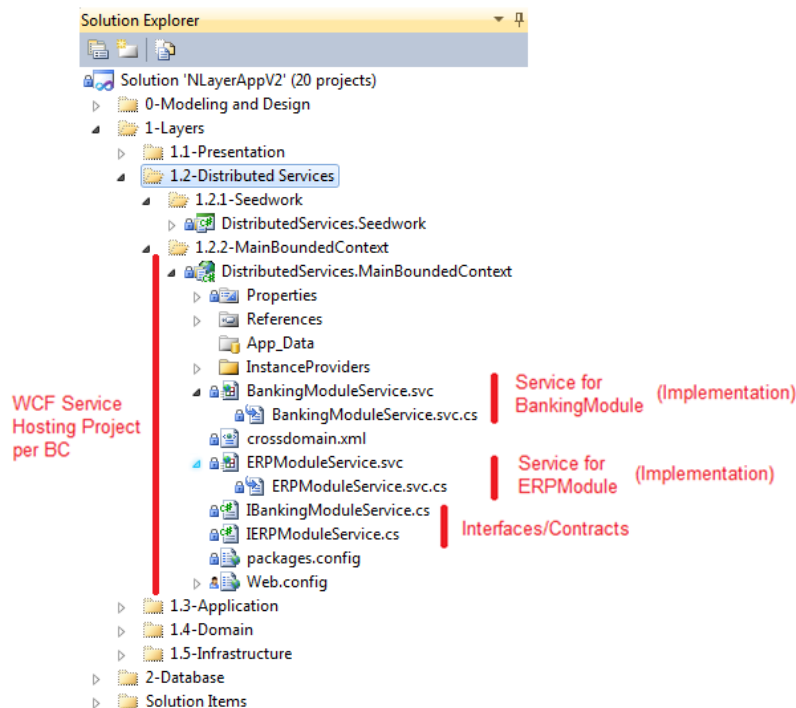 Solution Explorer
Solution 'NLayerAppV2' (20 projects)
0-Modeling and Design
1-Layers
1.1-Presentation
1.2-Distributed Services
1.2.1-Seedwork
DistributedServices.Seedwork
1.2.2-MainBoundedContext
DistributedServices.MainBoundedContext
Properties
References
App_Data
InstanceProviders
BankingModuleService.svc
BankingModuleService.svc.cs
Service for
BankingModule
(Implementation)
WCF Service
Hosting Project
per BC
crossdomain.xml
ERPModuleService.svc
ERPModuleService.svc.cs
Service for
ERPModule
(Implementation)
IBankingModuleService.cs
IERPModuleService.cs
Interfaces/Contracts
packages.config
Web.config
1.3-Application
1.4-Domain
1.5-Infrastructure
2-Database
Solution Items